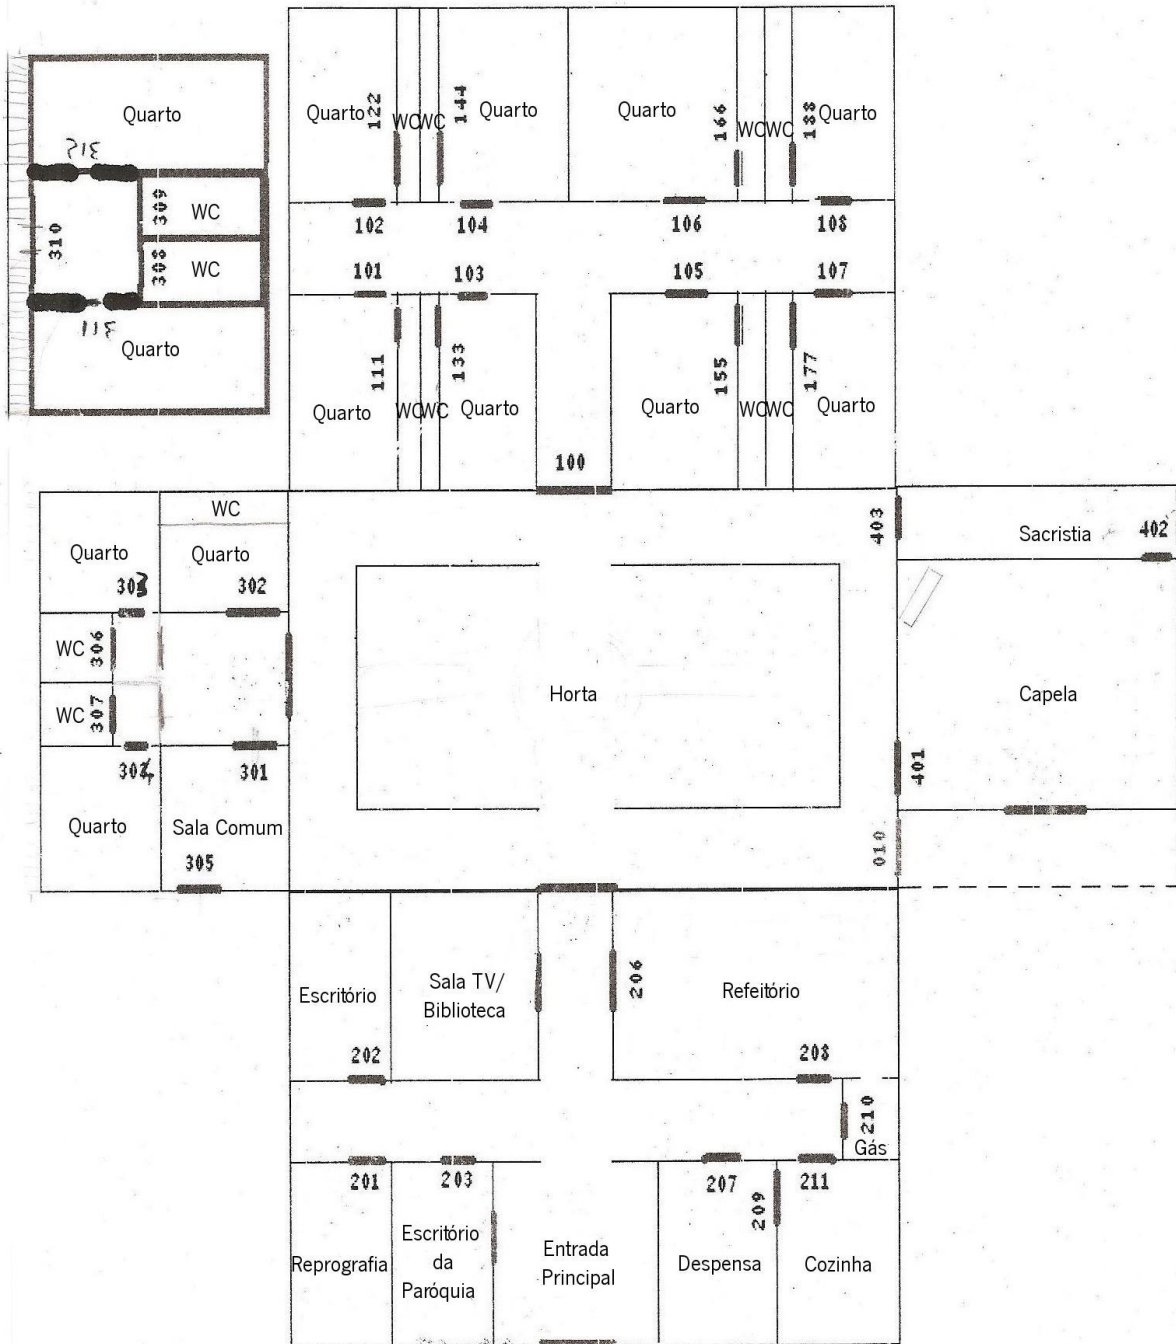 Quarto
312
309
WC
310
308
WC
311
Quarto
Quarto
122
WC
WC
144
Quarto
Quarto
166
WC
WC
188
Quarto
102
104
106
108
101
103
105
107
111
133
155
177
Quarto
WC
WC
Quarto
Quarto
WC
WC
Quarto
100
WC
Quarto
Quarto
303
302
WC
306
WC
307
304
301
Quarto
Sala Comum
305
Horta
403
Sacristia
402
Capela
401
010
Escritório
Sala TV/
Biblioteca
206
Refeitório
202
208
210
Gás
201
203
207
209
211
Reprografia
Escritório
da
Paróquia
Entrada
Principal
Despensa
Cozinha